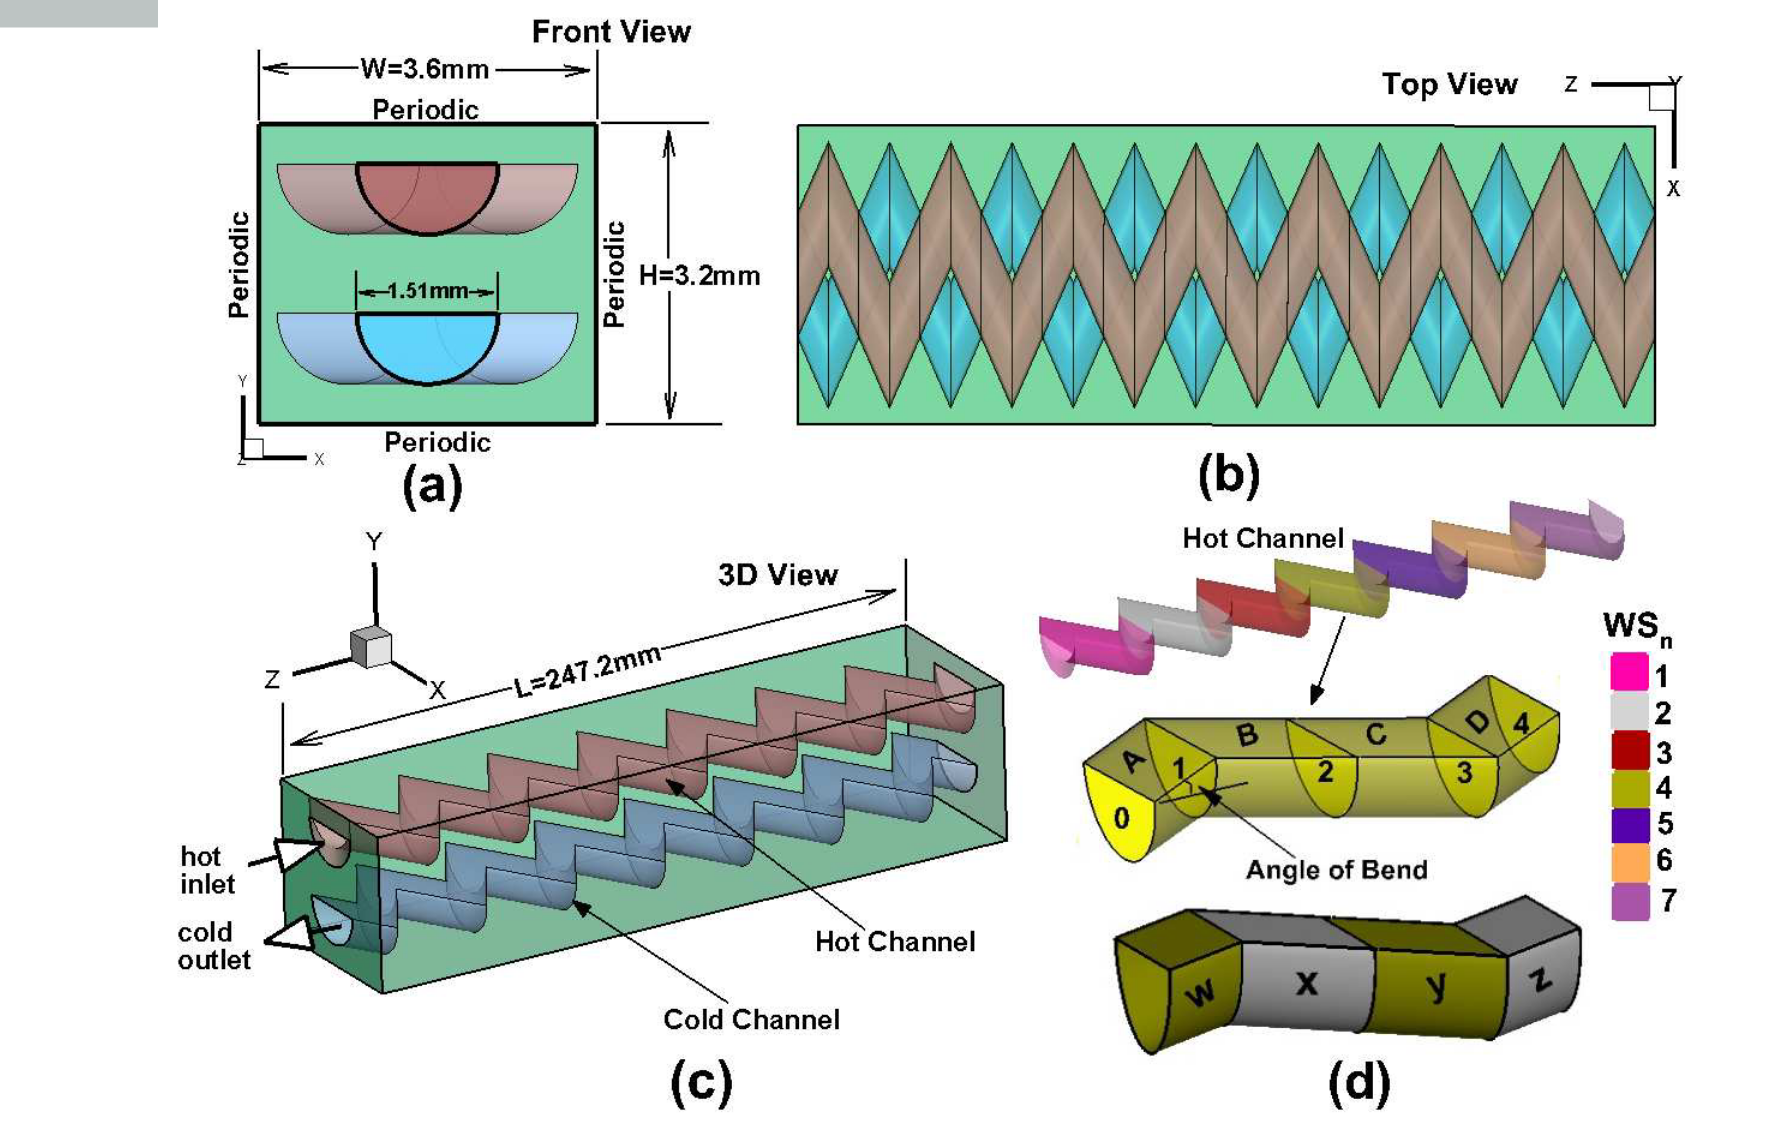 Front View
W=3.6mm
Periodic
Periodic
Periodic
1.51mm
H=3.2mm
Y
Z
X
Periodic
(a)
Top View
Z
Y
X
(b)
3D View
Y
Z
X
L=247.2mm
hot
inlet
cold
outlet
Hot Channel
Cold Channel
(c)
Hot Channel
A
B
C
D
0
1
2
3
4
Angle of Bend
w
x
y
z
(d)
WSn
1
2
3
4
5
6
7